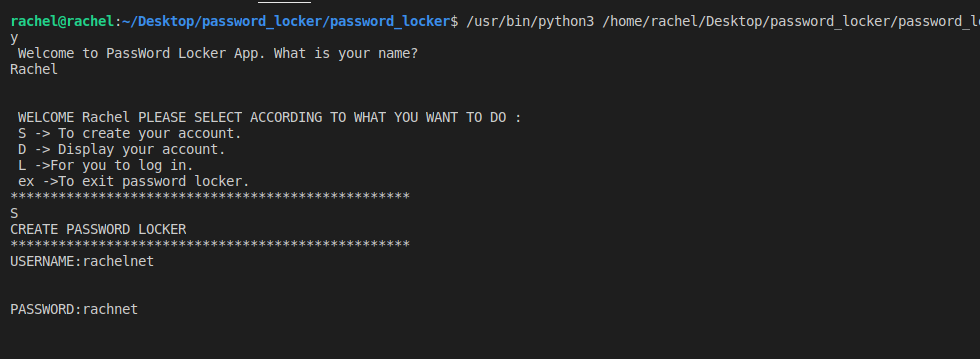 rachel@rachel:~/Desktop/password_locker/password_locker$ /usr/bin/python3 /home/rachel/Desktop/password_locker/password_l
y
Welcome to PassWord Locker App. What is your name?
Rachel
WELCOME Rachel PLEASE SELECT ACCORDING TO WHAT YOU WANT TO DO :
S -> To create your account.
D -> Display your account.
L ->For you to log in.
ex ->To exit password locker.
**************************************************
S
CREATE PASSWORD LOCKER
**************************************************
USERNAME:rachelnet
PASSWORD:rachnet